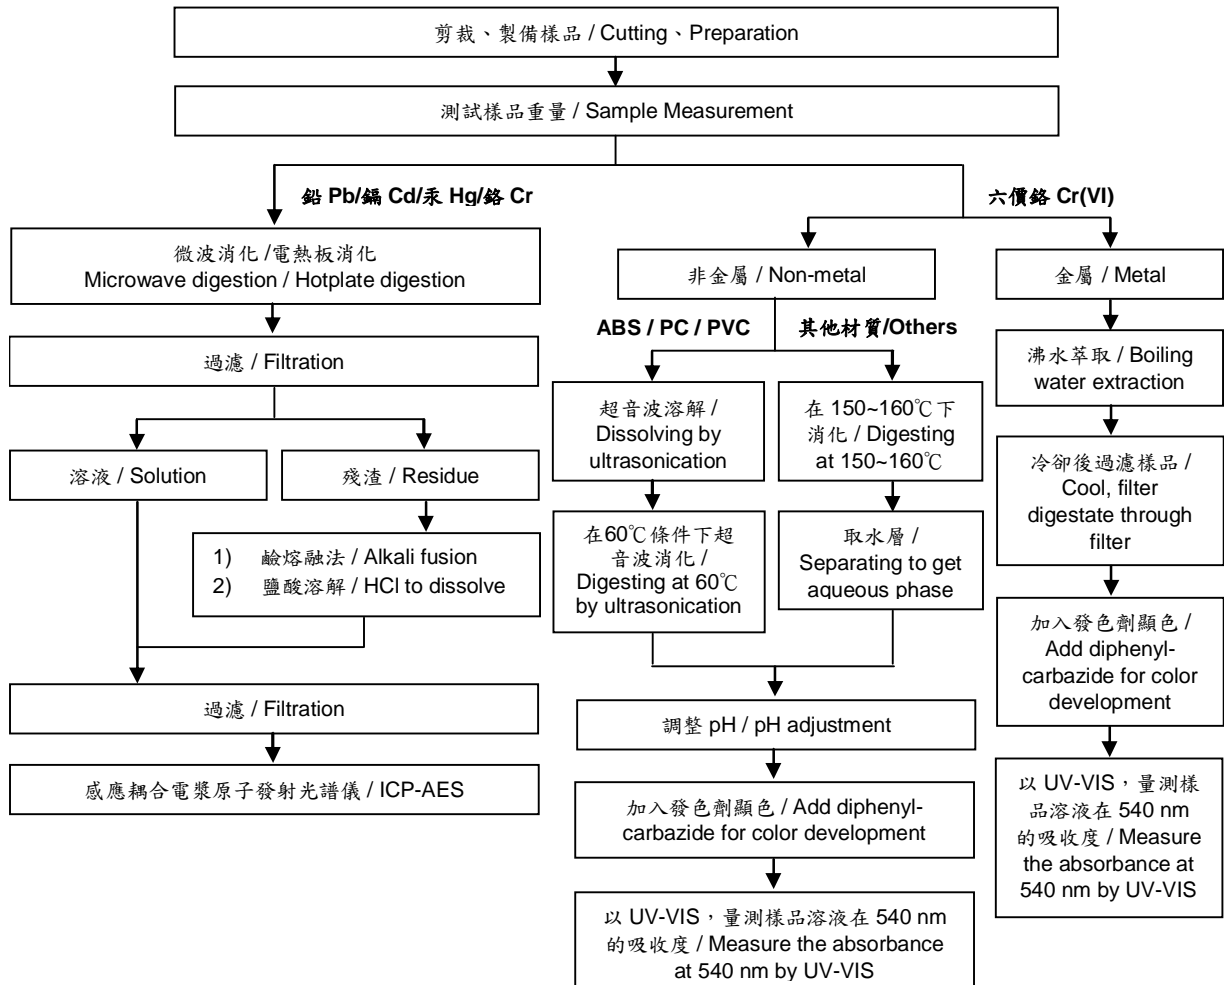 剪裁、製備樣品 / Cutting、Preparation
測試樣品重量 / Sample Measurement
鉛 Pb/鎘 Cd/汞 Hg/鉻 Cr
六價鉻 Cr(VI)
微波消化 /電熱板消化
Microwave digestion / Hotplate digestion
過濾 / Filtration
溶液 / Solution
殘渣 / Residue
1) 鹼熔融法 / Alkali fusion
2) 鹽酸溶解 / HCl to dissolve
過濾 / Filtration
感應耦合電漿原子發射光譜儀 / ICP-AES
非金屬 / Non-metal
ABS / PC / PVC
其他材質/Others
超音波溶解 /
Dissolving by
ultrasonication
在60℃條件下超
音波消化 /
Digesting at 60℃
by ultrasonication
在 150~160℃下
消化 / Digesting
at 150~160℃
取水層 /
Separating to get
aqueous phase
調整 pH / pH adjustment
加入發色劑顯色 / Add diphenyl-
carbazide for color development
以 UV-VIS，量測樣品溶液在 540 nm
的吸收度 / Measure the absorbance
at 540 nm by UV-VIS
金屬 / Metal
沸水萃取 / Boiling
water extraction
冷卻後過濾樣品 /
Cool, filter
digestate through
filter
加入發色劑顯色 /
Add diphenyl-
carbazide for color
development
以 UV-VIS，量測樣
品溶液在 540 nm
的吸收度 / Measure
the absorbance at
540 nm by UV-VIS